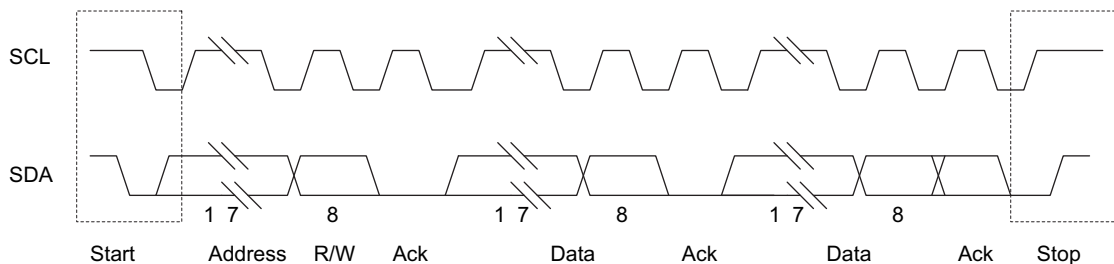 SCL
SDA
1 7 8 1 7 8 1 7 8
Start Address R/W Ack Data Ack Data Ack Stop